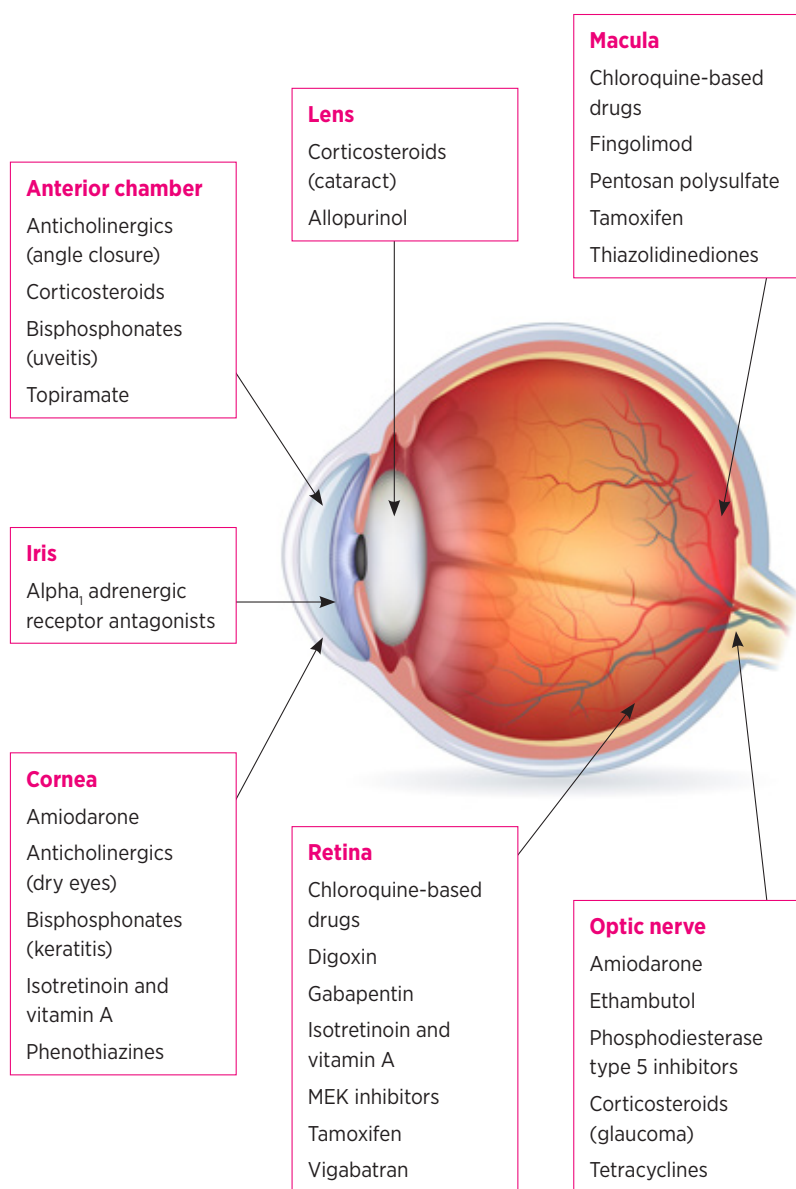 Macula
Chloroquine-based
drugs
Fingolimod
Pentosan polysulfate
Tamoxifen
Thiazolidinediones
Lens
Corticosteroids
(cataract)
Allopurinol
Anterior chamber
Anticholinergics
(angle closure)
Corticosteroids
Bisphosphonates
(uveitis)
Topiramate
Iris
Alpha₁ adrenergic
receptor antagonists
Cornea
Amiodarone
Anticholinergics
(dry eyes)
Bisphosphonates
(keratitis)
Isotretinoin and
vitamin A
Phenothiazines
Retina
Chloroquine-based
drugs
Digoxin
Gabapentin
Isotretinoin and
vitamin A
MEK inhibitors
Tamoxifen
Vigabatran
Optic nerve
Amiodarone
Ethambutol
Phosphodiesterase
type 5 inhibitors
Corticosteroids
(glaucoma)
Tetracyclines